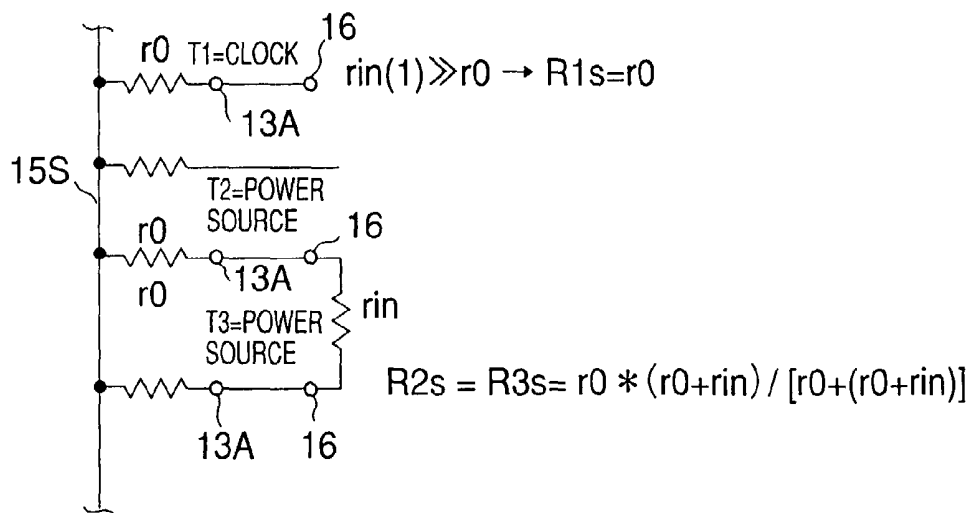 r0 T1=CLOCK 16
rin(1)≫r0 → R1s=r0
13A
15S
T2=POWER
SOURCE
r0 16
13A
r0
rin
T3=POWER
SOURCE
R2s = R3s= r0 * (r0+rin) / [r0+(r0+rin)]
13A 16